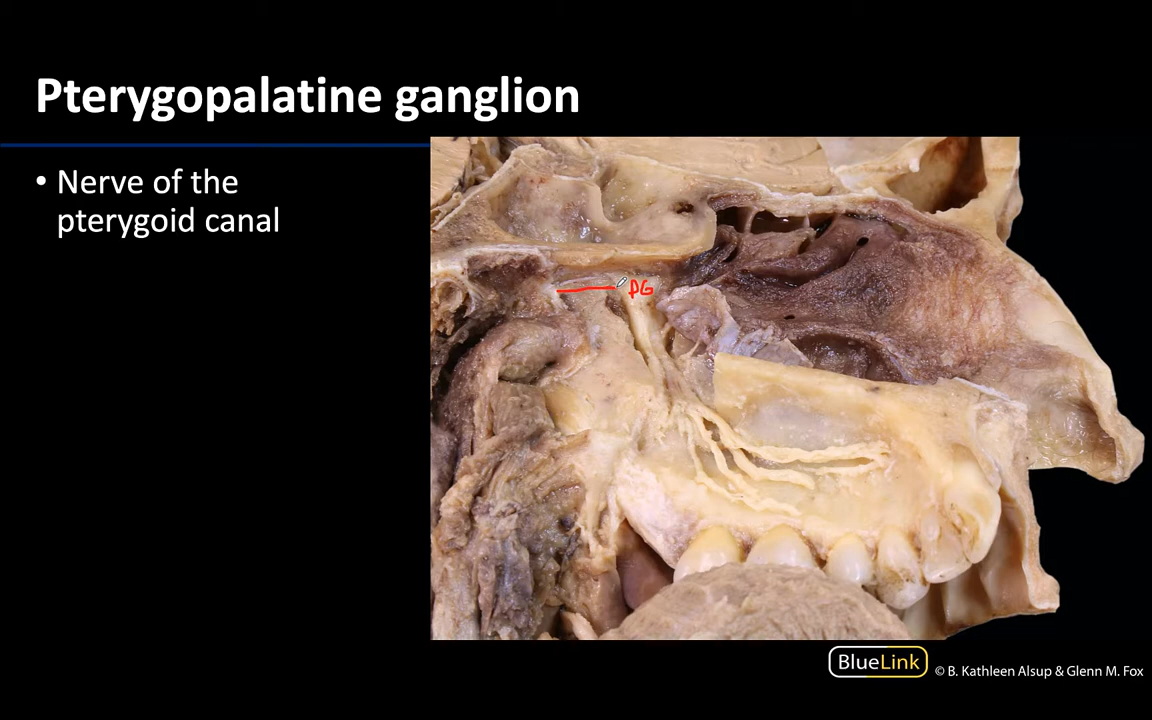 Pterygopalatine ganglion
• Nerve of the
pterygoid canal
PG
BlueLink
© B. Kathleen Alsup & Glenn M. Fox